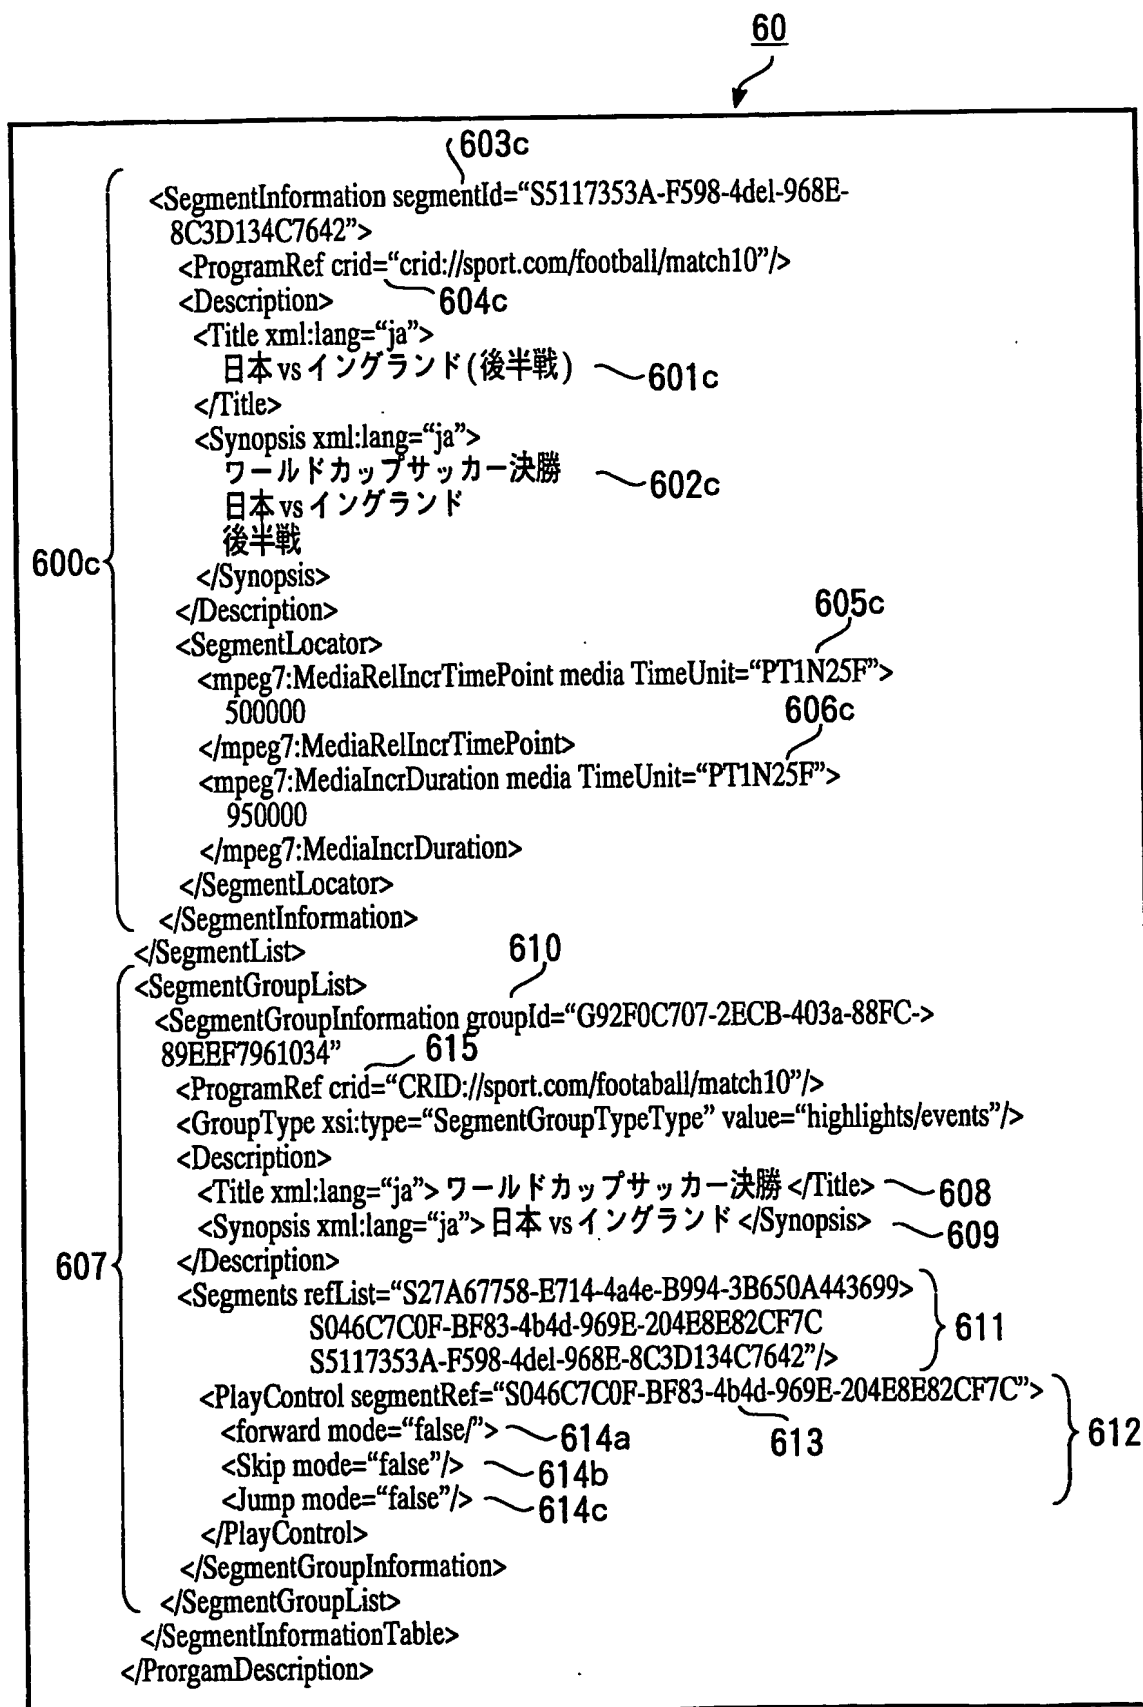 60
603c
<SegmentInformation segmentId=“S5117353A-F598-4del-968E-
8C3D134C7642”>
<ProgramRef crid=“crid://sport.com/football/match10”/>
<Description> 604c
<Title xml:lang=“ja”>
日本 vs イングランド (後半戦) 601c
</Title>
<Synopsis xml:lang=“ja”>
ワールドカップサッカー決勝 602c
日本 vs イングランド
後半戦
600c
</Synopsis>
</Description> 605c
<SegmentLocator>
<mpeg7:MediaRelIncrTimePoint media TimeUnit=“PT1N25F”>
500000 606c
</mpeg7:MediaRelIncrTimePoint>
<mpeg7:MediaIncrDuration media TimeUnit=“PT1N25F”>
950000
</mpeg7:MediaIncrDuration>
</SegmentLocator>
</SegmentInformation>
</SegmentList> 610
<SegmentGroupList>
<SegmentGroupInformation groupId=“G92F0C707-2ECB-403a-88FC->
89EEF7961034” 615
<ProgramRef crid=“CRID://sport.com/footaball/match10”/>
<GroupType xsi:type=“SegmentGroupTypeType” value=“highlights/events”/>
<Description>
<Title xml:lang=“ja”> ワールドカップサッカー決勝 </Title> 608
<Synopsis xml:lang=“ja”> 日本 vs イングランド </Synopsis> 609
607 </Description>
<Segments refList=“S27A67758-E714-4a4e-B994-3B650A443699>
S046C7C0F-BF83-4b4d-969E-204E8E82CF7C 611
S5117353A-F598-4del-968E-8C3D134C7642”/>
<PlayControl segmentRef=“S046C7C0F-BF83-4b4d-969E-204E8E82CF7C”>
<forward mode=“false/”> 614a 613 612
<Skip mode=“false”/> 614b
<Jump mode=“false”/> 614c
</PlayControl>
</SegmentGroupInformation>
</SegmentGroupList>
</SegmentInformationTable>
</ProrgamDescription>